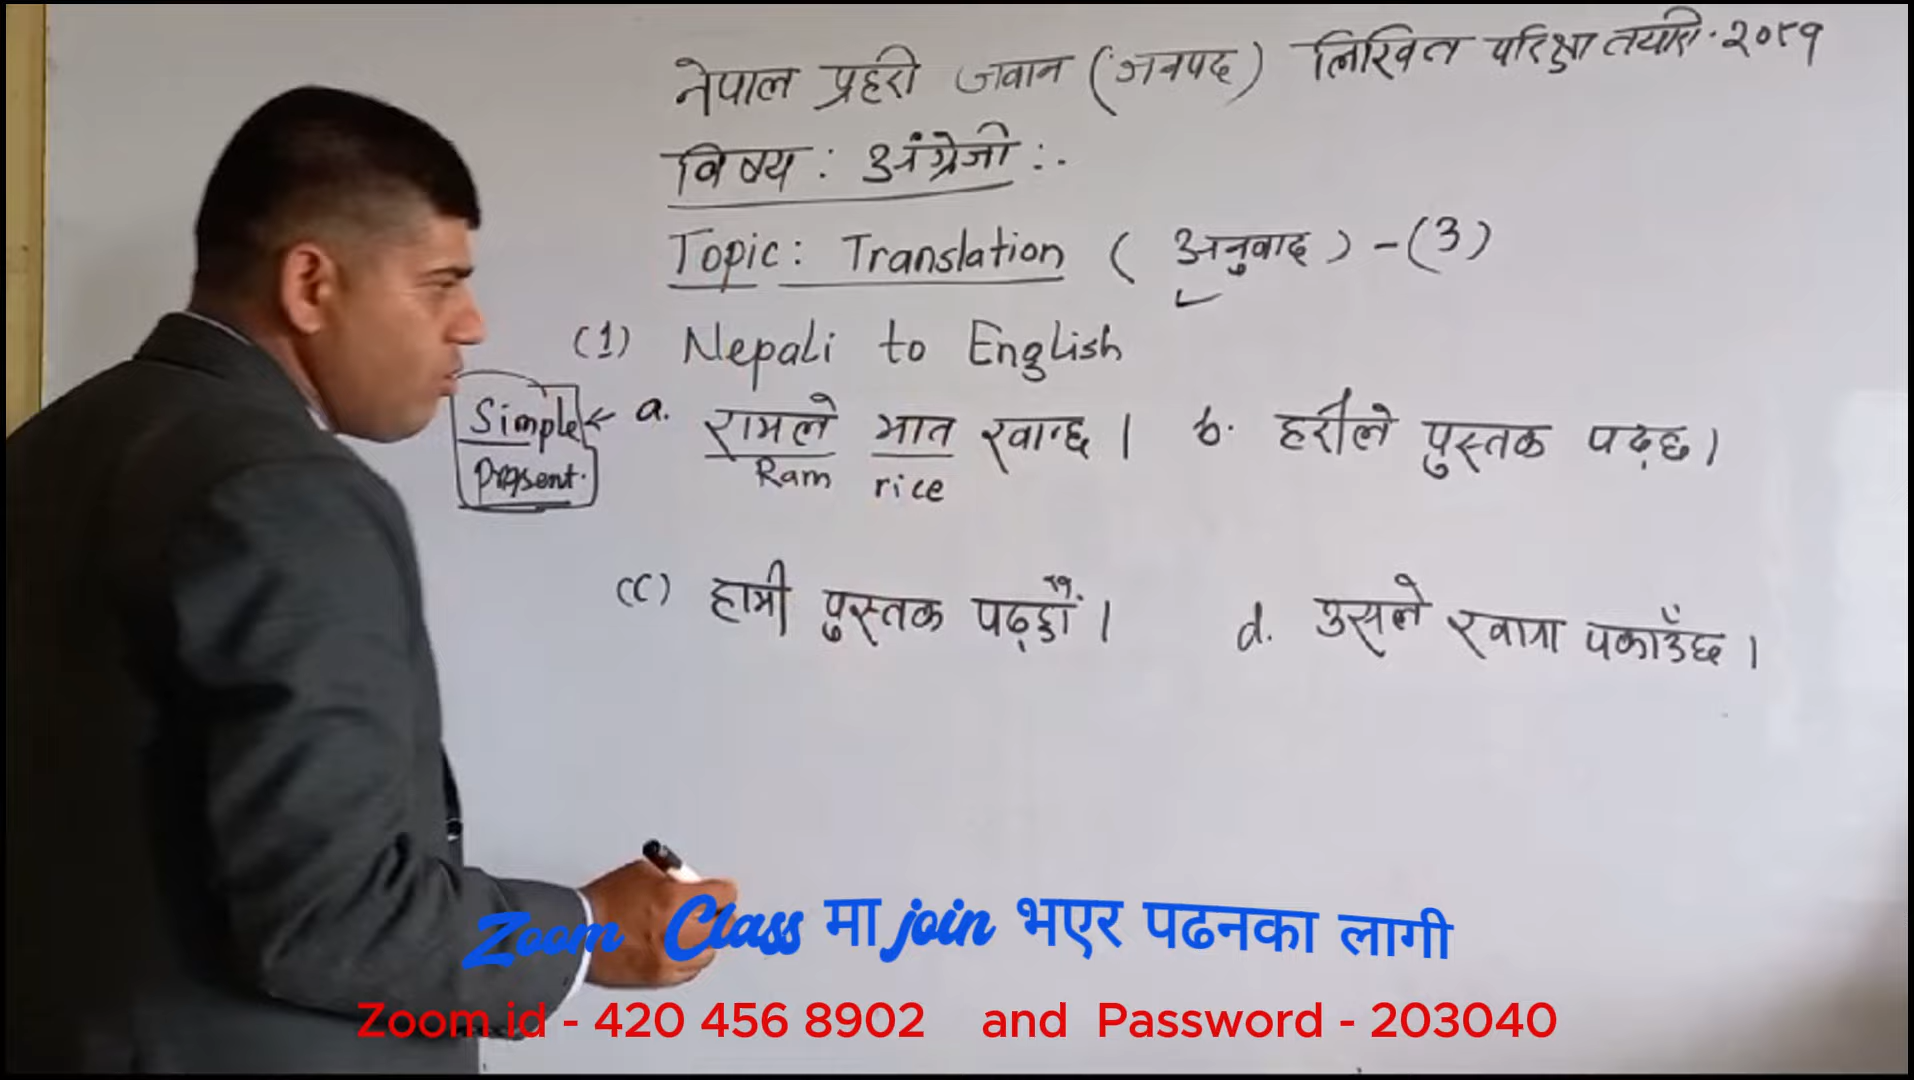 नेपाल प्रहरी जवान (जनपद) लिखित परिक्षा तयारी. २०८१
विषय : अंग्रेजी :.
Topic : Translation ( अनुवाद ) - (3)
(1) Nepali to English
Simple Present.
a. रामले भात खान्छ । b. हरीले पुस्तक पढ्छ ।
Ram rice
(C) हामी पुस्तक पढ्छौं । d. उसले खाना पकाउँछ ।
Zoom Class मा join भएर पढनका लागी
Zoom id - 420 456 8902 and Password - 203040